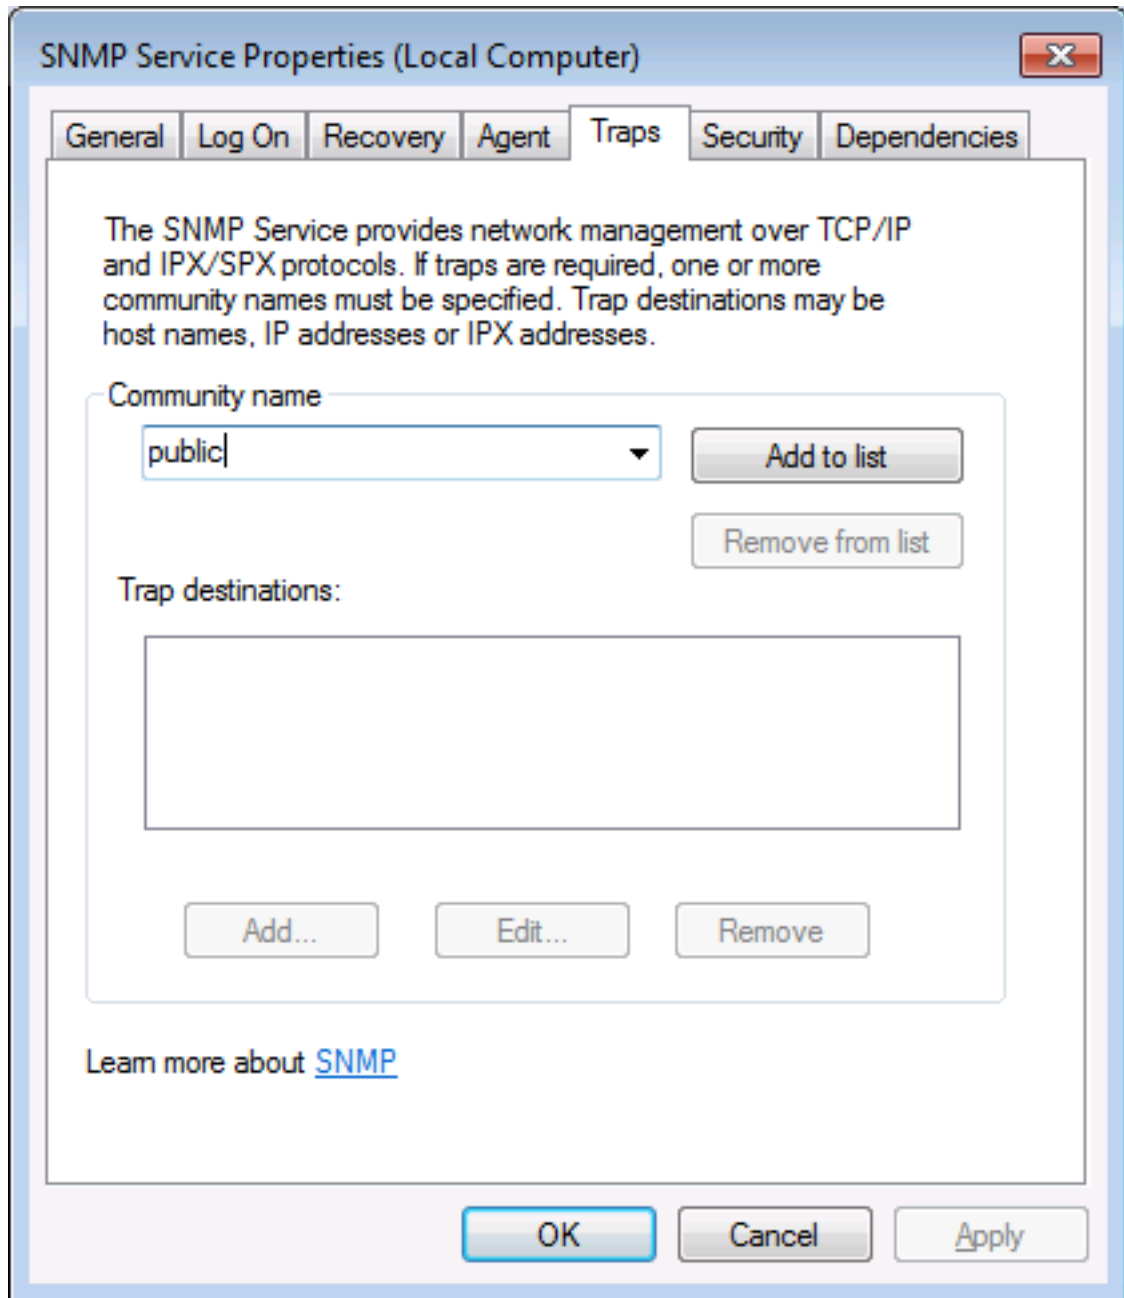 SNMP Service Properties (Local Computer)
General Log On Recovery Agent Traps Security Dependencies
The SNMP Service provides network management over TCP/IP
and IPX/SPX protocols. If traps are required, one or more
community names must be specified. Trap destinations may be
host names, IP addresses or IPX addresses.
Community name
public Add to list
Remove from list
Trap destinations:
Add... Edit... Remove
Learn more about SNMP
OK Cancel Apply